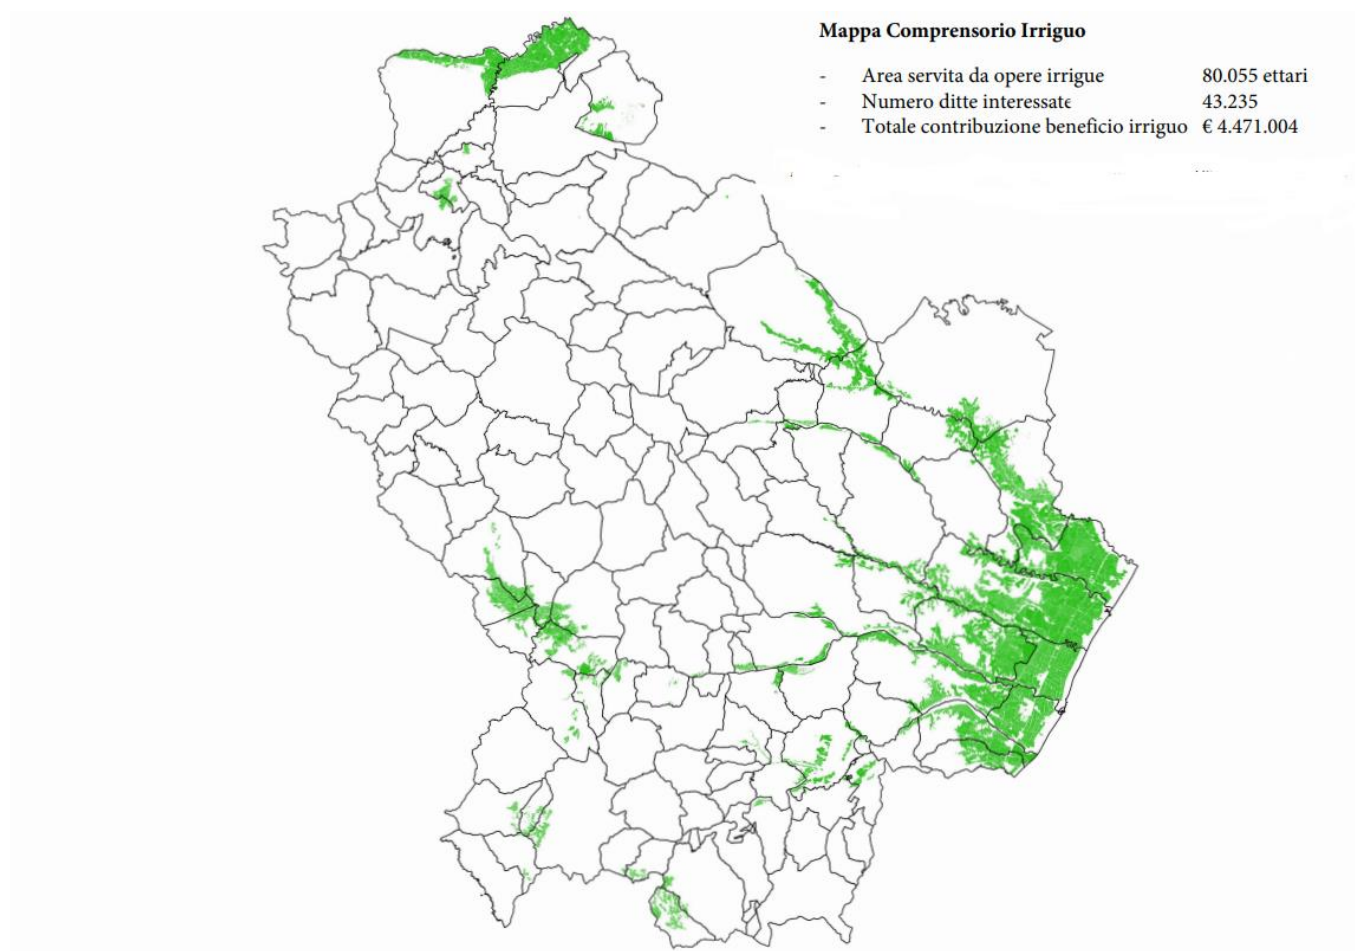 Mappa Comprensorio Irriguo
- Area servita da opere irrigue 80.055 ettari
- Numero ditte interessate 43.235
- Totale contribuzione beneficio irriguo € 4.471.004